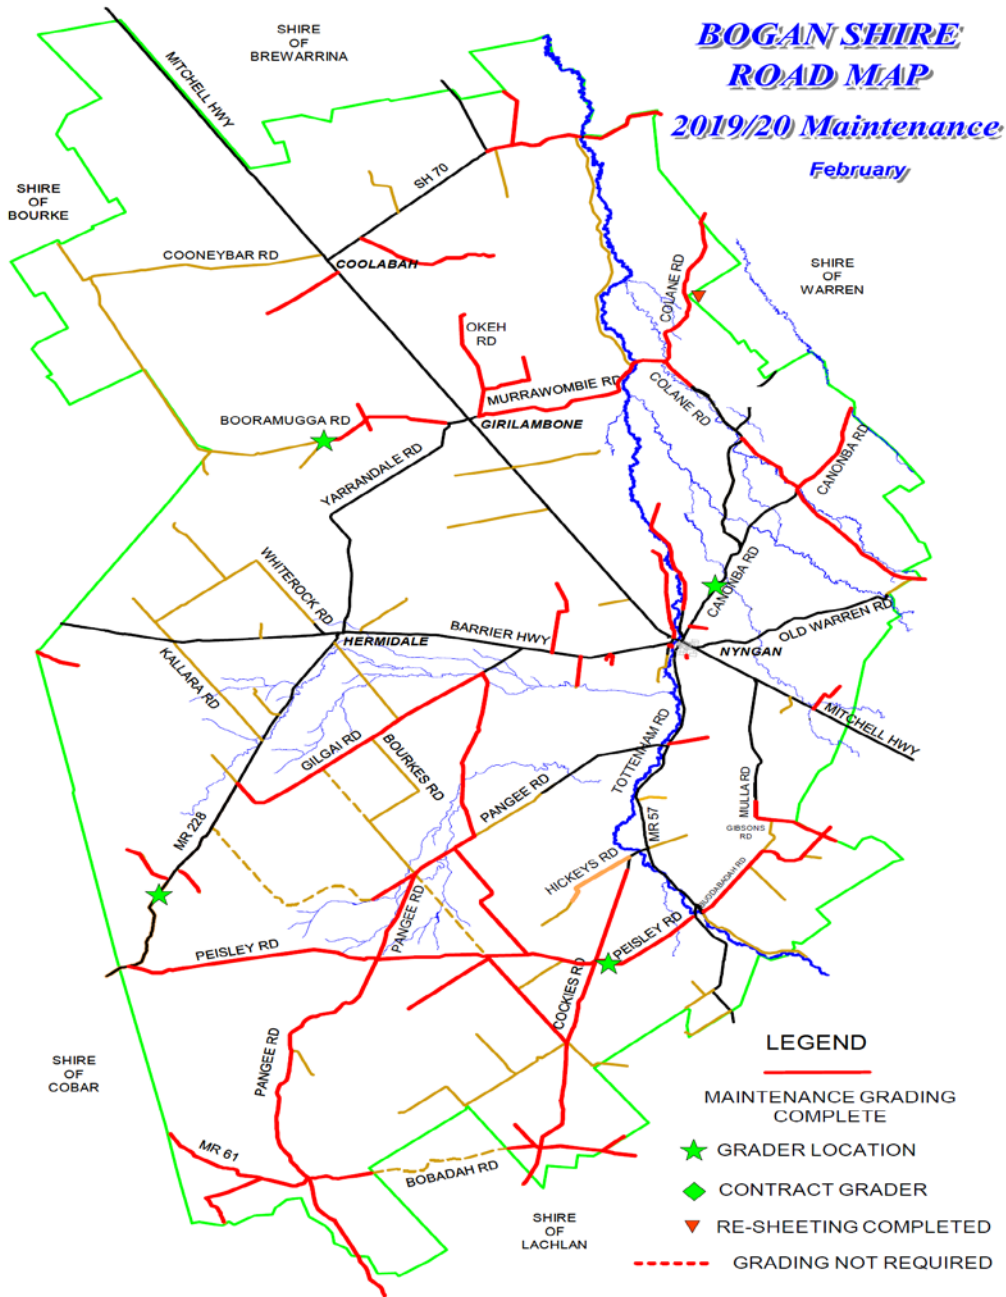 BOGAN SHIRE
ROAD MAP
2019/20 Maintenance
February
SHIRE
OF
BREWARRINA
MITCHELL HWY
SHIRE
OF
BOURKE
SH 70
COONEYBAR RD
COOLABAH
SHIRE
OF
WARREN
COLANE RD
OKEH
RD
MURRAWOMBIE RD
COLANE RD
BOORAMUGGA RD
GIRILAMBONE
CANONBA RD
YARRANDALE RD
WHITEROCK RD
CANONBA RD
OLD WARREN RD
BARRIER HWY
HERMIDALE
NYNGAN
KALLARA RD
MITCHELL HWY
GILGAI RD
BOURKES RD
TOTTENHAM RD
PANGEE RD
MULLA RD
MR 228
MR 57
GIBSONS
RD
HICKEYS RD
BUDDABADAH RD
PANGEE RD
PEISLEY RD
PEISLEY RD
COCKIES RD
PANGEE RD
SHIRE
OF
COBAR
MR 61
BOBADAH RD
SHIRE
OF
LACHLAN
LEGEND
MAINTENANCE GRADING
COMPLETE
GRADER LOCATION
CONTRACT GRADER
RE-SHEETING COMPLETED
GRADING NOT REQUIRED